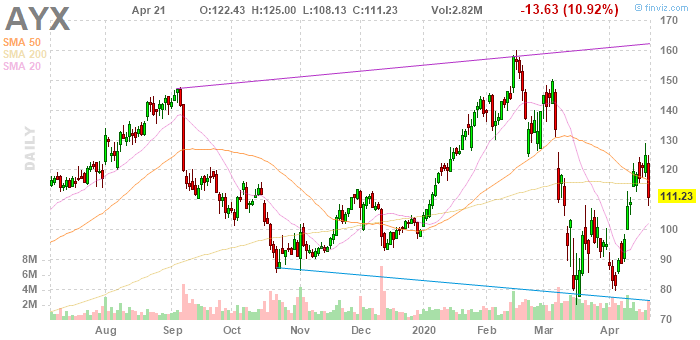 AYX Apr 21 O:122.43 H:125.00 L:108.13 C:111.23 Vol:2.82M -13.63 (10.92%)
© finviz.com
SMA 50
SMA 200
SMA 20
DAILY
170
160
150
140
130
120
111.23
100
90
80
70
8M
6M
4M
2M
Aug Sep Oct Nov Dec 2020 Feb Mar Apr